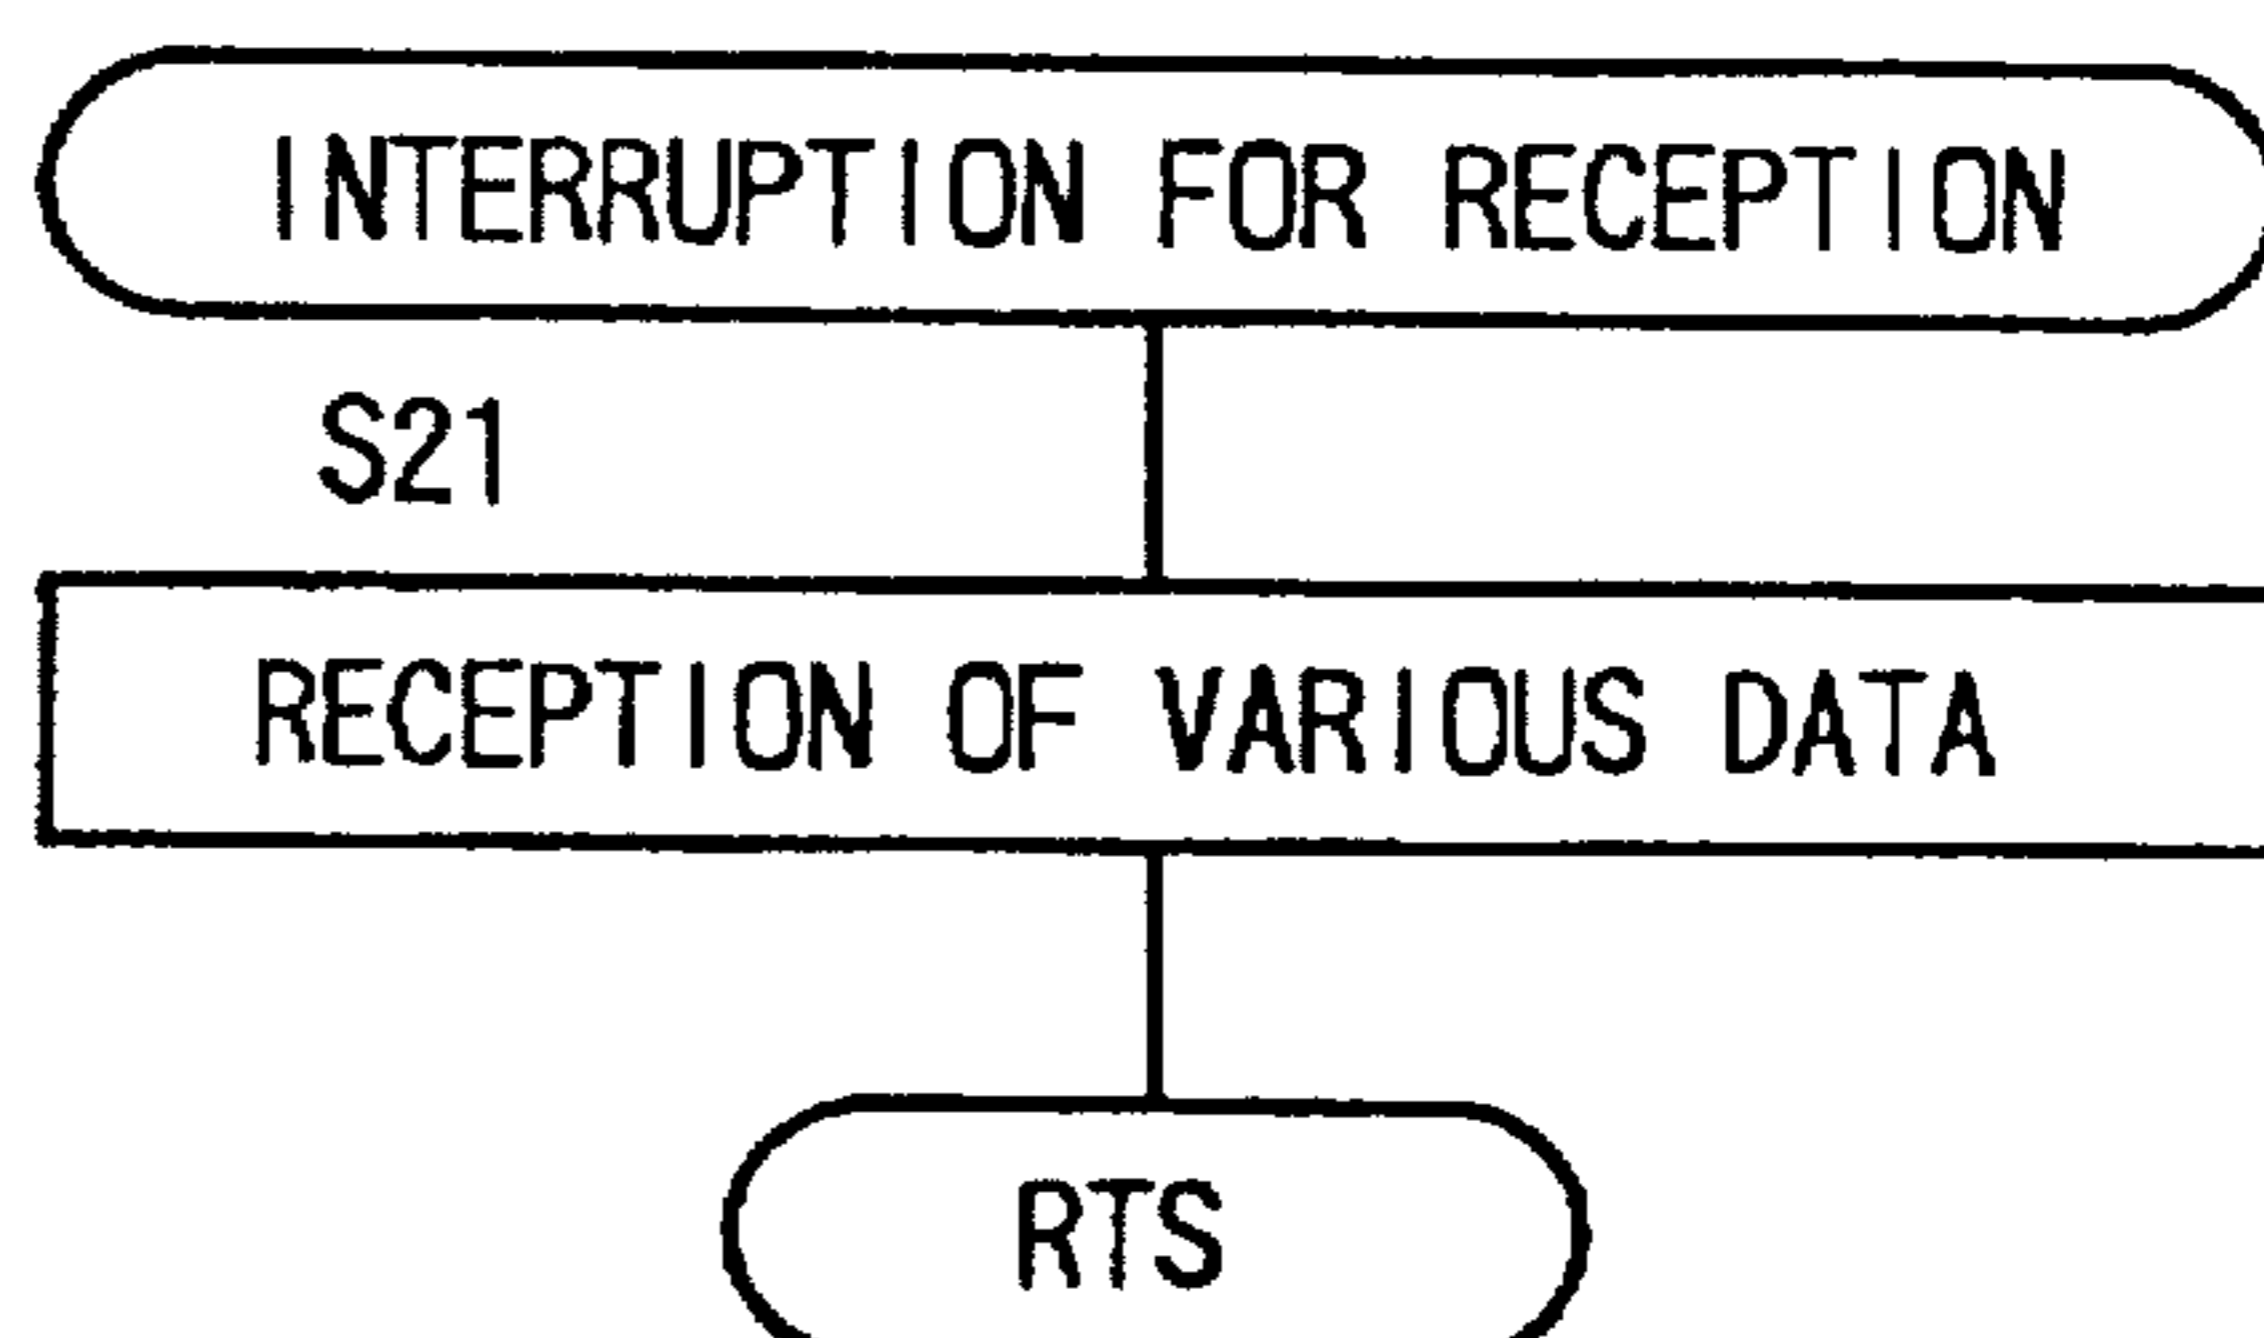 INTERRUPTION FOR RECEPTION
S21
RECEPTION OF VARIOUS DATA
RTS